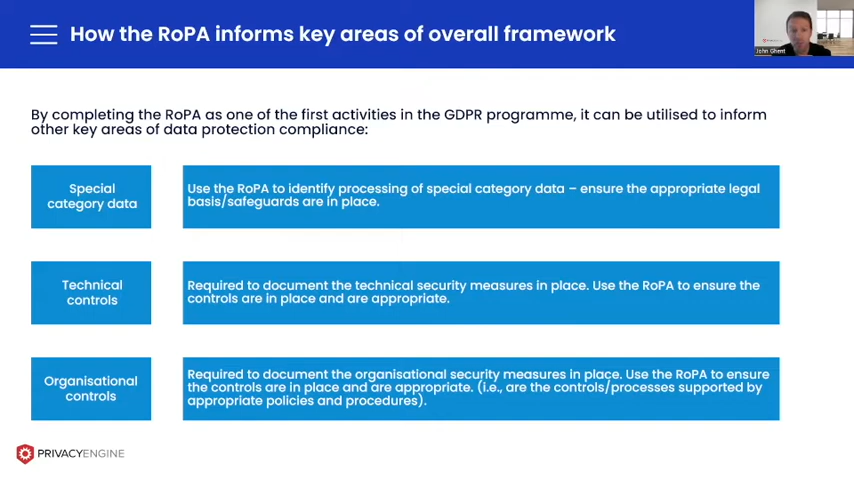 How the RoPA informs key areas of overall framework
John Ghent
By completing the RoPA as one of the first activities in the GDPR programme, it can be utilised to inform
other key areas of data protection compliance:
Special
category data
Use the RoPA to identify processing of special category data – ensure the appropriate legal
basis/safeguards are in place.
Technical
controls
Required to document the technical security measures in place. Use the RoPA to ensure the
controls are in place and are appropriate.
Organisational
controls
Required to document the organisational security measures in place. Use the RoPA to ensure
the controls are in place and are appropriate. (i.e., are the controls/processes supported by
appropriate policies and procedures).
PRIVACYENGINE